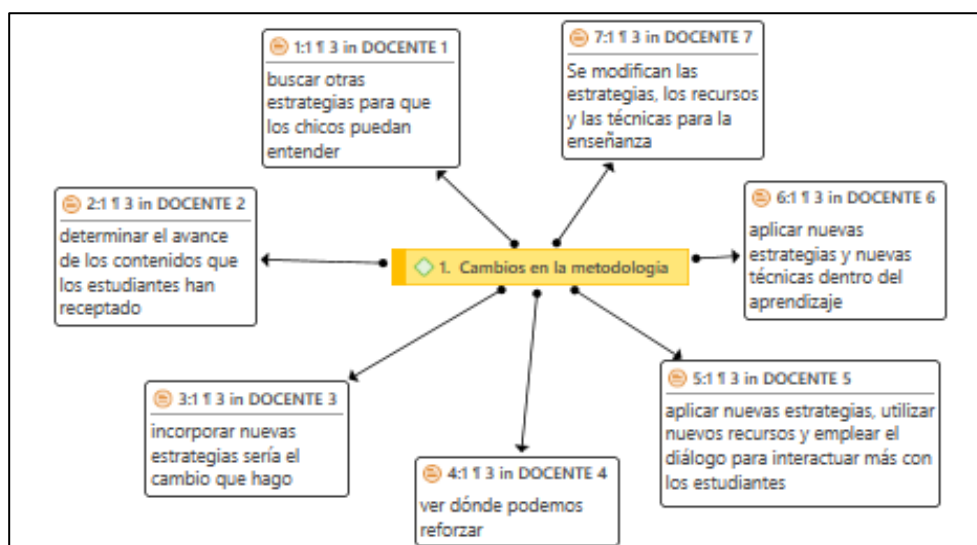 1:1 ¶ 3 in DOCENTE 1
buscar otras
estrategias para que
los chicos puedan
entender
7:1 ¶ 3 in DOCENTE 7
Se modifican las
estrategias, los recursos
y las técnicas para la
enseñanza
2:1 ¶ 3 in DOCENTE 2
determinar el avance
de los contenidos que
los estudiantes han
receptado
6:1 ¶ 3 in DOCENTE 6
aplicar nuevas
estrategias y nuevas
técnicas dentro del
aprendizaje
1. Cambios en la metodologia
3:1 ¶ 3 in DOCENTE 3
incorporar nuevas
estrategias sería el
cambio que hago
4:1 ¶ 3 in DOCENTE 4
ver dónde podemos
reforzar
5:1 ¶ 3 in DOCENTE 5
aplicar nuevas estrategias, utilizar
nuevos recursos y emplear el
diálogo para interactuar más con
los estudiantes